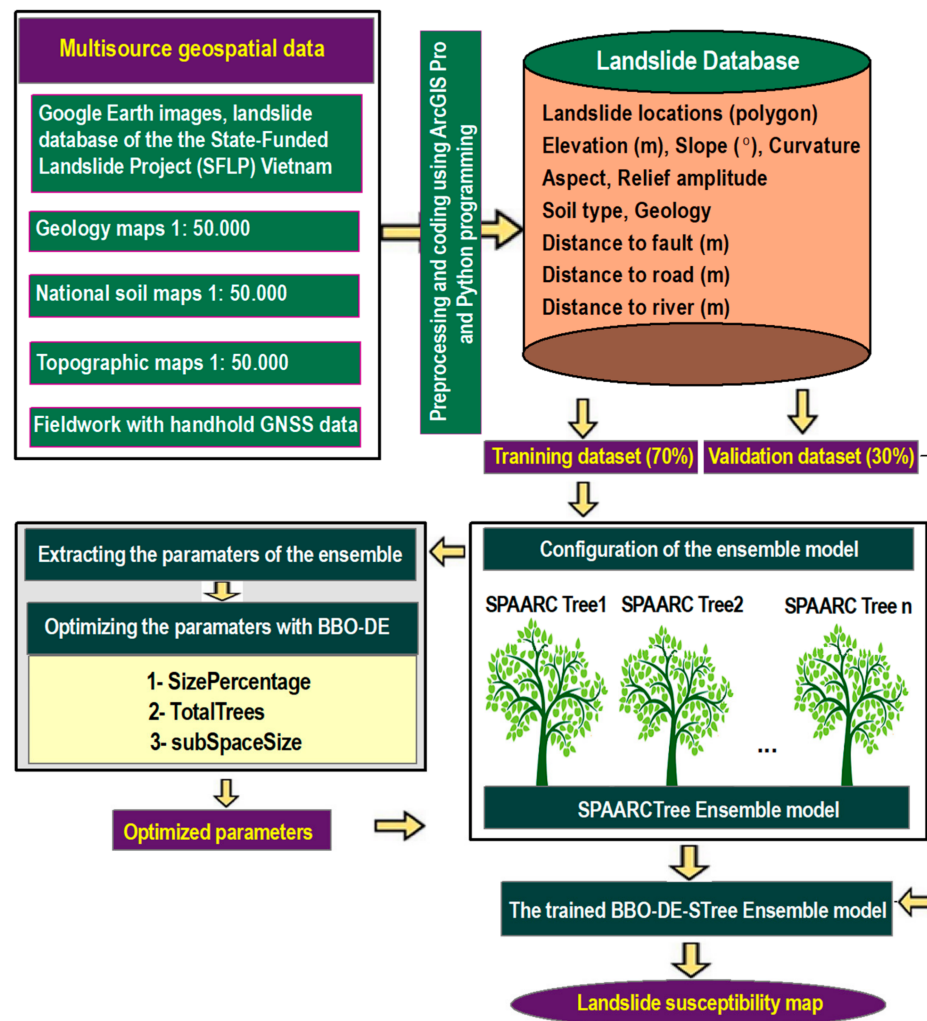 Multisource geospatial data
Google Earth images, landslide
database of the the State-Funded
Landslide Project (SFLP) Vietnam
Geology maps 1: 50.000
National soil maps 1: 50.000
Topographic maps 1: 50.000
Fieldwork with handhold GNSS data
Preprocessing and coding using ArcGIS Pro
and Python programming
Landslide Database
Landslide locations (polygon)
Elevation (m), Slope (°), Curvature
Aspect, Relief amplitude
Soil type, Geology
Distance to fault (m)
Distance to road (m)
Distance to river (m)
Tranining dataset (70%)
Validation dataset (30%)
Extracting the paramaters of the ensemble
Optimizing the paramaters with BBO-DE
1- SizePercentage
2- TotalTrees
3- subSpaceSize
Optimized parameters
Configuration of the ensemble model
SPAARC Tree1
SPAARC Tree2
SPAARC Tree n
...
SPAARCTree Ensemble model
The trained BBO-DE-STree Ensemble model
Landslide susceptibility map